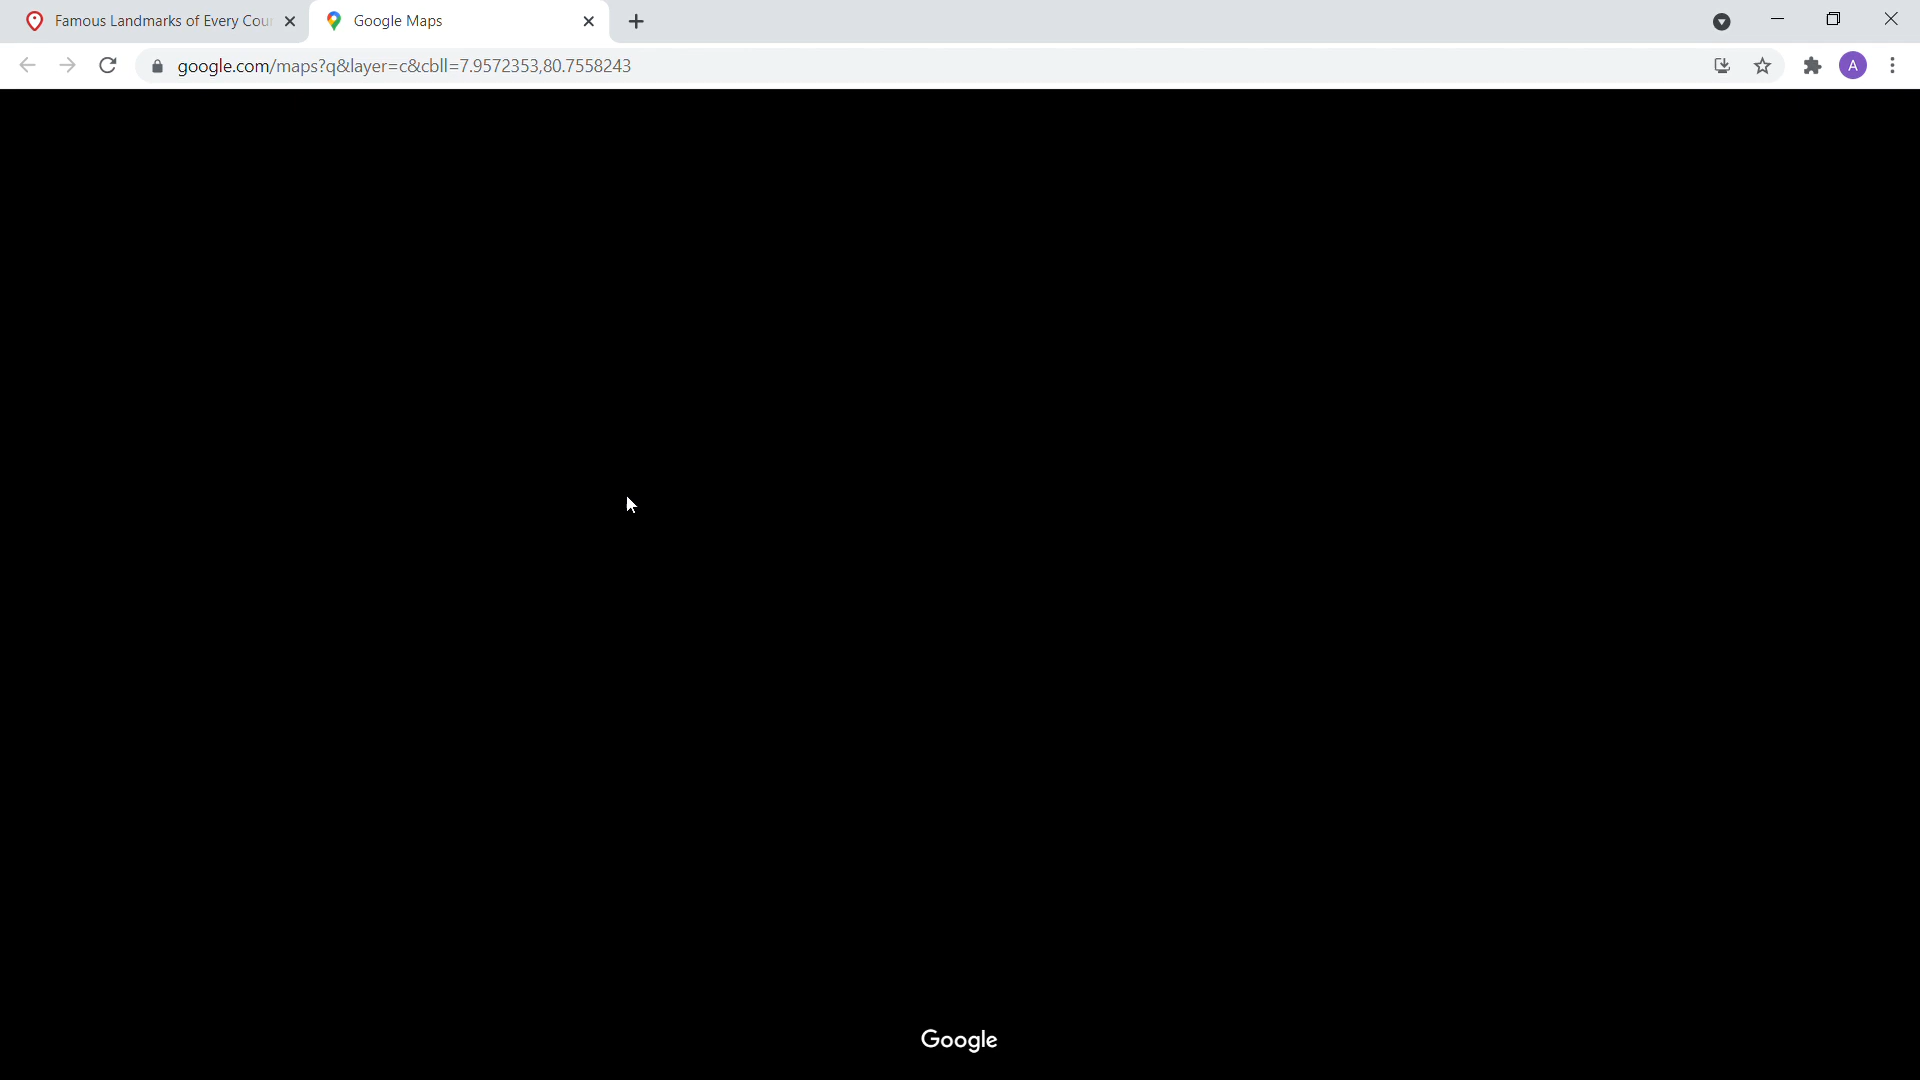 Famous Landmarks of Every Cou
Google Maps
google.com/maps?q&layer=c&cbll=7.9572353,80.7558243
A
Google